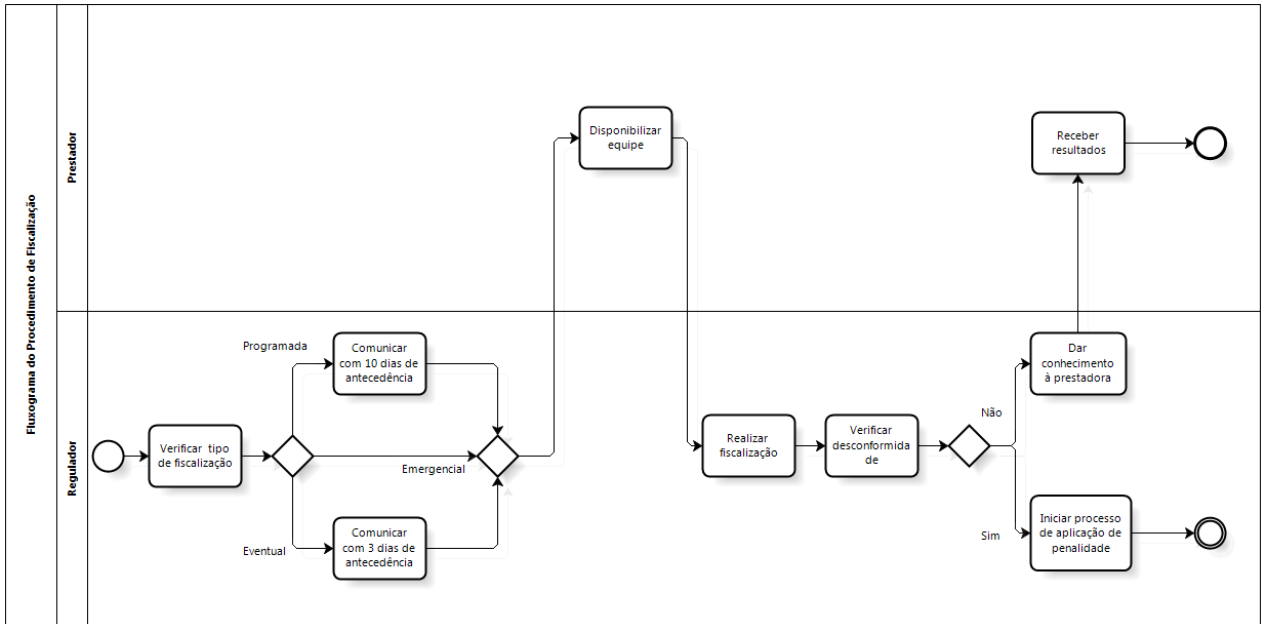 Fluxograma do Procedimento de Fiscalização
Prestador
Disponibilizar
equipe
Receber
resultados
Regulador
Verificar tipo
de fiscalização
Programada
Comunicar
com 10 dias de
antecedência
Emergencial
Eventual
Comunicar
com 3 dias de
antecedência
Realizar
fiscalização
Verificar
desconformida
de
Não
Dar
conhecimento
à prestadora
Sim
Iniciar processo
de aplicação de
penalidade